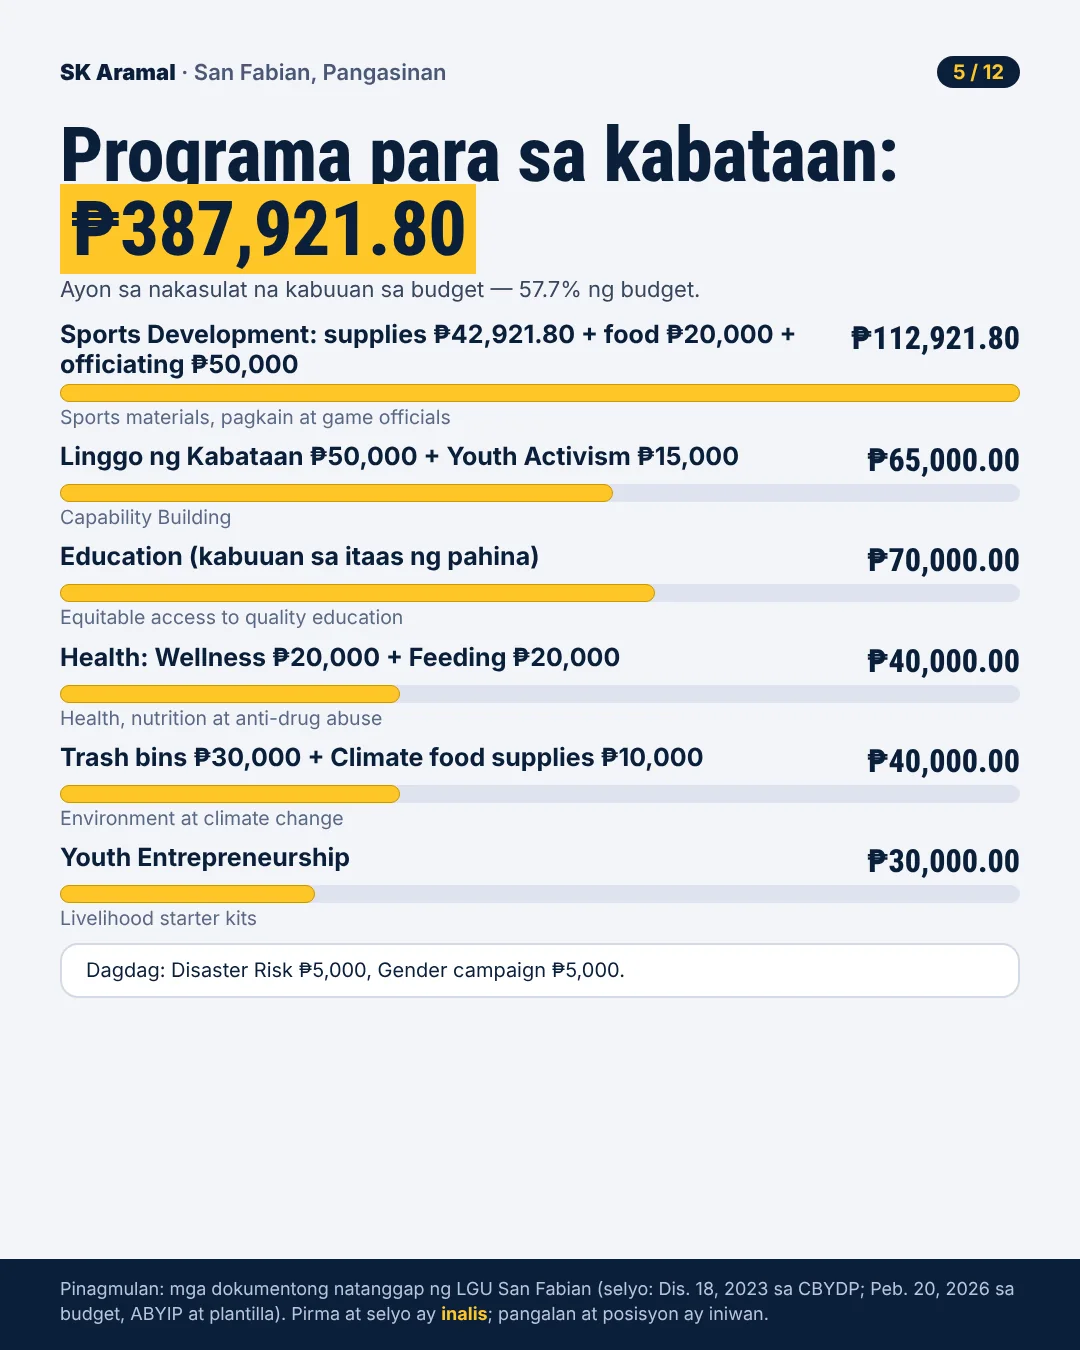 SK Aramal · San Fabian, Pangasinan
5 / 12
Programa para sa kabataan:
₱387,921.80
Ayon sa nakasulat na kabuuan sa budget — 57.7% ng budget.
Sports Development: supplies ₱42,921.80 + food ₱20,000 +
officiating ₱50,000
₱112,921.80
Sports materials, pagkain at game officials
Linggo ng Kabataan ₱50,000 + Youth Activism ₱15,000
₱65,000.00
Capability Building
Education (kabuuan sa itaas ng pahina)
₱70,000.00
Equitable access to quality education
Health: Wellness ₱20,000 + Feeding ₱20,000
₱40,000.00
Health, nutrition at anti-drug abuse
Trash bins ₱30,000 + Climate food supplies ₱10,000
₱40,000.00
Environment at climate change
Youth Entrepreneurship
₱30,000.00
Livelihood starter kits
Dagdag: Disaster Risk ₱5,000, Gender campaign ₱5,000.
Pinagmulan: mga dokumentong natanggap ng LGU San Fabian (selyo: Dis. 18, 2023 sa CBYDP; Peb. 20, 2026 sa
budget, ABYIP at plantilla). Pirma at selyo ay inalis; pangalan at posisyon ay iniwan.